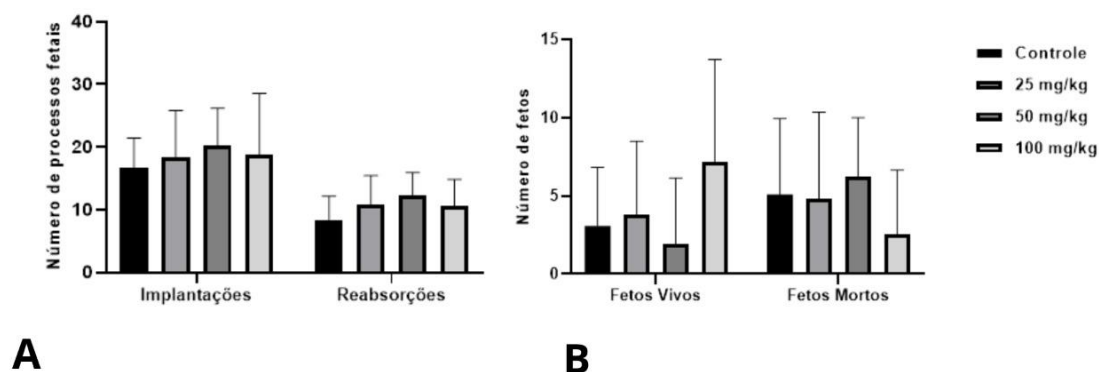 Número de processos fetais
40
30
20
10
0
Implantações
Reabsorções
A
Número de fetos
15
10
5
0
Fetos Vivos
Fetos Mortos
B
Controle
25 mg/kg
50 mg/kg
100 mg/kg